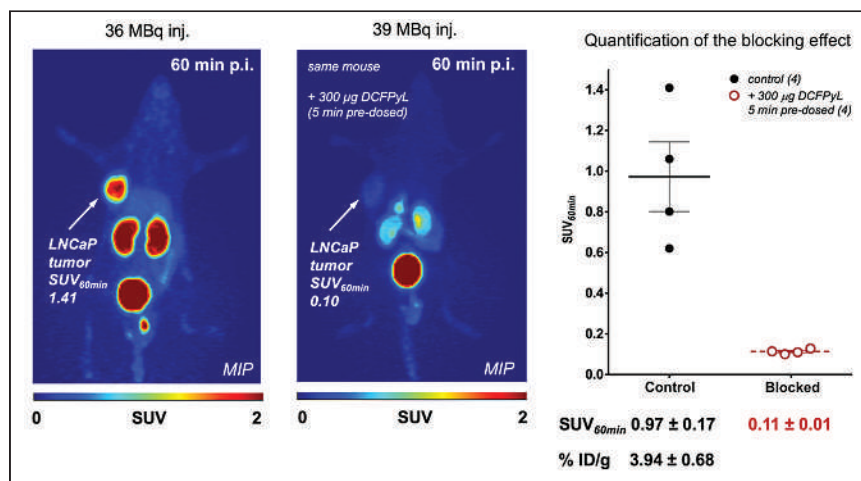 36 MBq inj.
60 min p.i.
LNCaP
tumor
SUV60min
1.41
MIP
0
SUV
2
39 MBq inj.
60 min p.i.
same mouse
+ 300 µg DCFPyL
(5 min pre-dosed)
LNCaP
tumor
SUV60min
0.10
MIP
0
SUV
2
Quantification of the blocking effect
control (4)
+ 300 µg DCFPyL
5 min pre-dosed (4)
SUV60min
1.4
1.2
1.0
0.8
0.6
0.4
0.2
0.0
Control
Blocked
SUV60min 0.97 ± 0.17 0.11 ± 0.01
% ID/g 3.94 ± 0.68